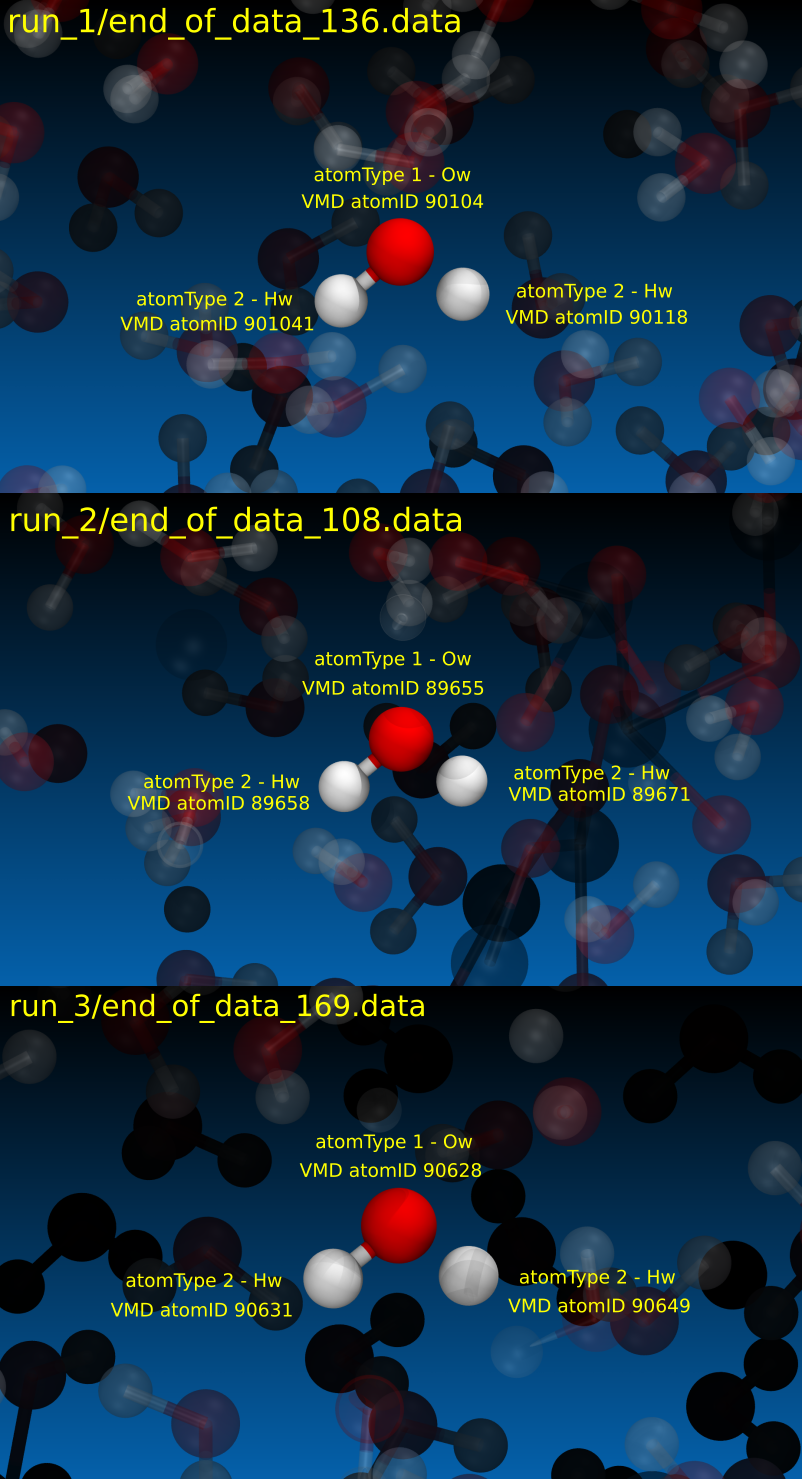 run_1/end_of_data_136.data
atomType 1 - Ow
VMD atomID 90104
atomType 2 - Hw
VMD atomID 901041
atomType 2 - Hw
VMD atomID 90118
run_2/end_of_data_108.data
atomType 1 - Ow
VMD atomID 89655
atomType 2 - Hw
VMD atomID 89658
atomType 2 - Hw
VMD atomID 89671
run_3/end_of_data_169.data
atomType 1 - Ow
VMD atomID 90628
atomType 2 - Hw
VMD atomID 90631
atomType 2 - Hw
VMD atomID 90649